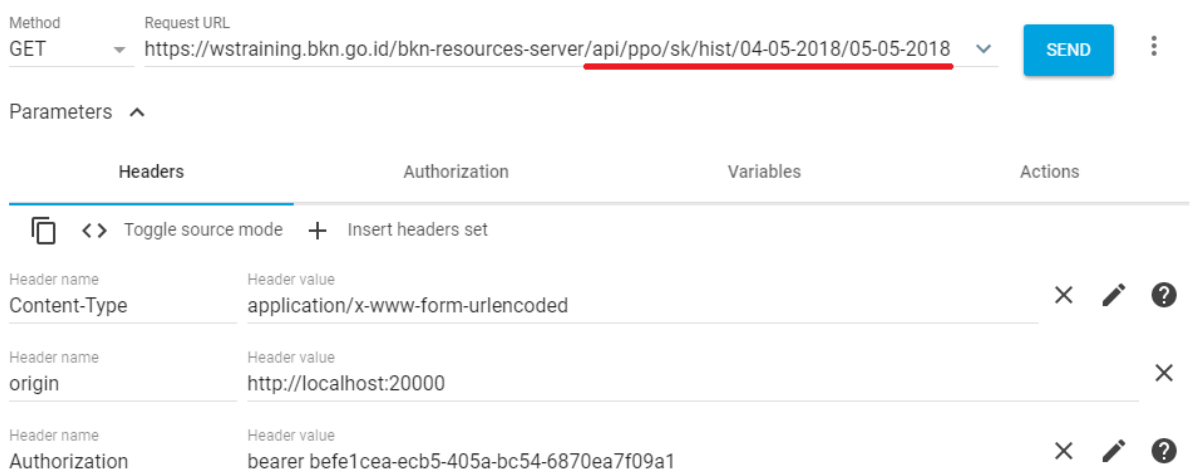 Method Request URL
GET https://wstraining.bkn.go.id/bkn-resources-server/api/ppo/sk/hist/04-05-2018/05-05-2018 SEND
Parameters
Headers Authorization Variables Actions
<> Toggle source mode + Insert headers set
Header name Header value
Content-Type application/x-www-form-urlencoded
Header name Header value
origin http://localhost:20000
Header name Header value
Authorization bearer befe1cea-ecb5-405a-bc54-6870ea7f09a1